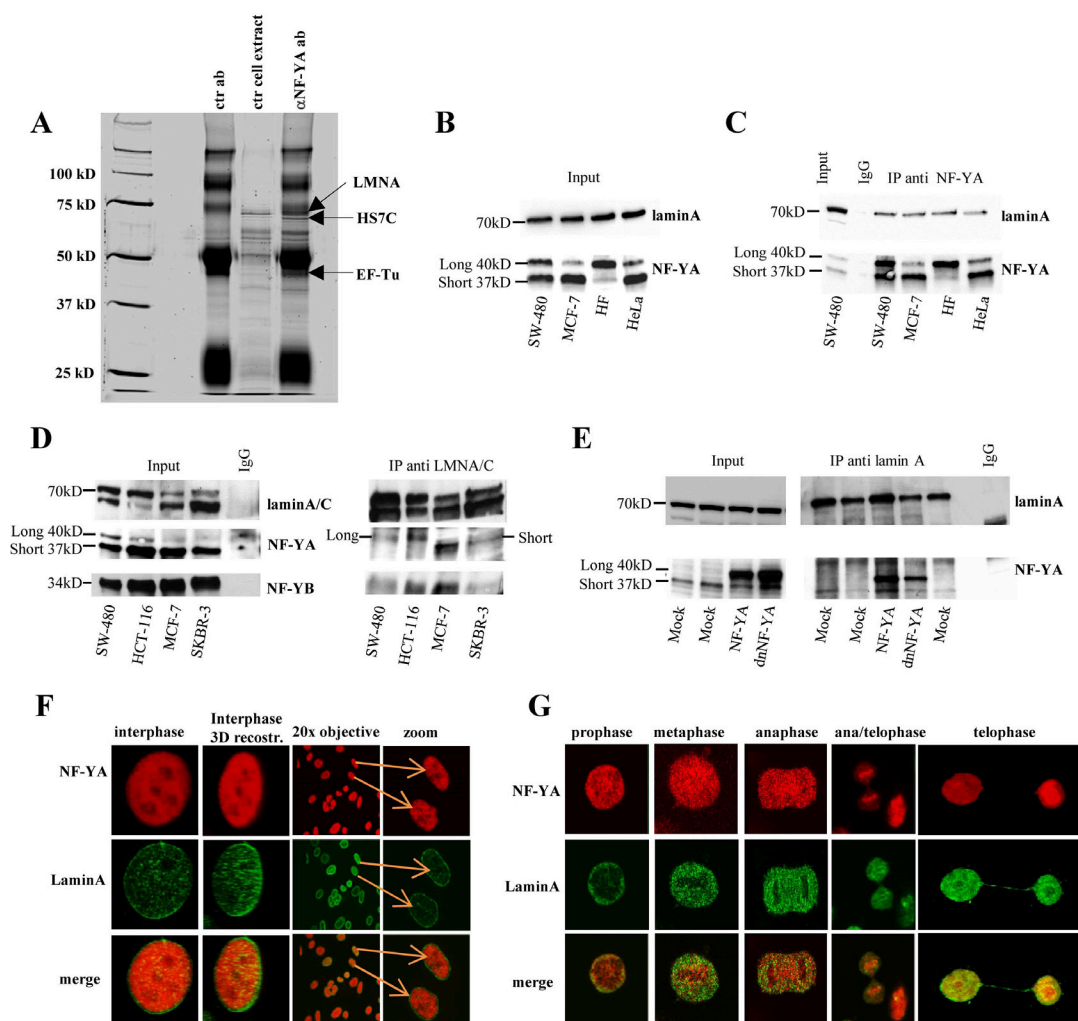 A
ctr ab
ctr cell extract
αNF-YA ab
100 kD
75 kD
50 kD
37 kD
25 kD
LMNA
HS7C
EF-Tu
B
Input
70kD
laminA
Long 40kD
Short 37kD
NF-YA
SW-480
MCF-7
HF
HeLa
C
Input
IgG
IP anti NF-YA
70kD
laminA
Long 40kD
Short 37kD
NF-YA
SW-480
SW-480
MCF-7
HF
HeLa
D
Input
IgG
IP anti LMNA/C
70kD
laminA/C
Long 40kD
Short 37kD
NF-YA
Long
Short
34kD
NF-YB
SW-480
HCT-116
MCF-7
SKBR-3
SW-480
HCT-116
MCF-7
SKBR-3
E
Input
IP anti lamin A
IgG
70kD
laminA
Long 40kD
Short 37kD
NF-YA
Mock
Mock
NF-YA
dnNF-YA
Mock
Mock
NF-YA
dnNF-YA
Mock
F
interphase
Interphase
3D recostr.
20x objective
zoom
NF-YA
LaminA
merge
G
prophase
metaphase
anaphase
ana/telophase
telophase
NF-YA
LaminA
merge